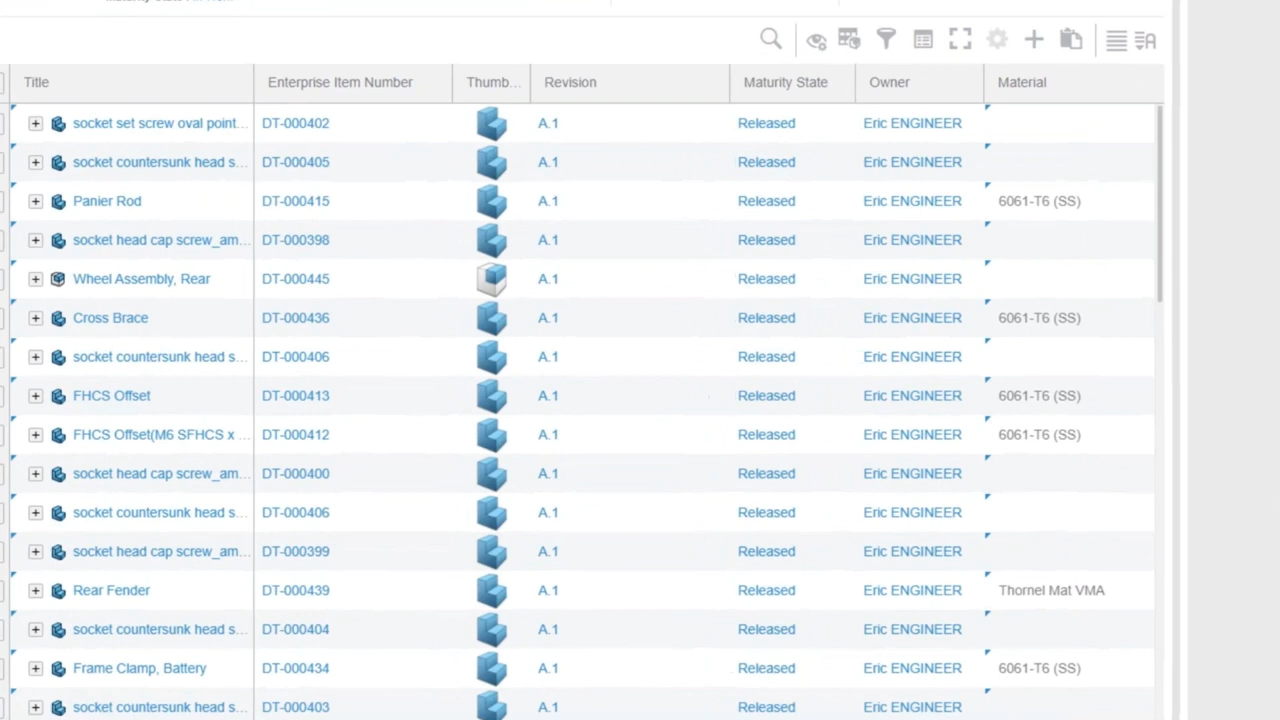 Title Enterprise Item Number Thumb... Revision Maturity State Owner Material
socket set screw oval point... DT-000402 A.1 Released Eric ENGINEER
socket countersunk head s... DT-000405 A.1 Released Eric ENGINEER
Panier Rod DT-000415 A.1 Released Eric ENGINEER 6061-T6 (SS)
socket head cap screw_am... DT-000398 A.1 Released Eric ENGINEER
Wheel Assembly, Rear DT-000445 A.1 Released Eric ENGINEER
Cross Brace DT-000436 A.1 Released Eric ENGINEER 6061-T6 (SS)
socket countersunk head s... DT-000406 A.1 Released Eric ENGINEER
FHCS Offset DT-000413 A.1 Released Eric ENGINEER 6061-T6 (SS)
FHCS Offset(M6 SFHCS x ... DT-000412 A.1 Released Eric ENGINEER 6061-T6 (SS)
socket head cap screw_am... DT-000400 A.1 Released Eric ENGINEER
socket countersunk head s... DT-000406 A.1 Released Eric ENGINEER
socket head cap screw_am... DT-000399 A.1 Released Eric ENGINEER
Rear Fender DT-000439 A.1 Released Eric ENGINEER Thornel Mat VMA
socket countersunk head s... DT-000404 A.1 Released Eric ENGINEER
Frame Clamp, Battery DT-000434 A.1 Released Eric ENGINEER 6061-T6 (SS)
socket countersunk head s... DT-000403 A.1 Released Eric ENGINEER